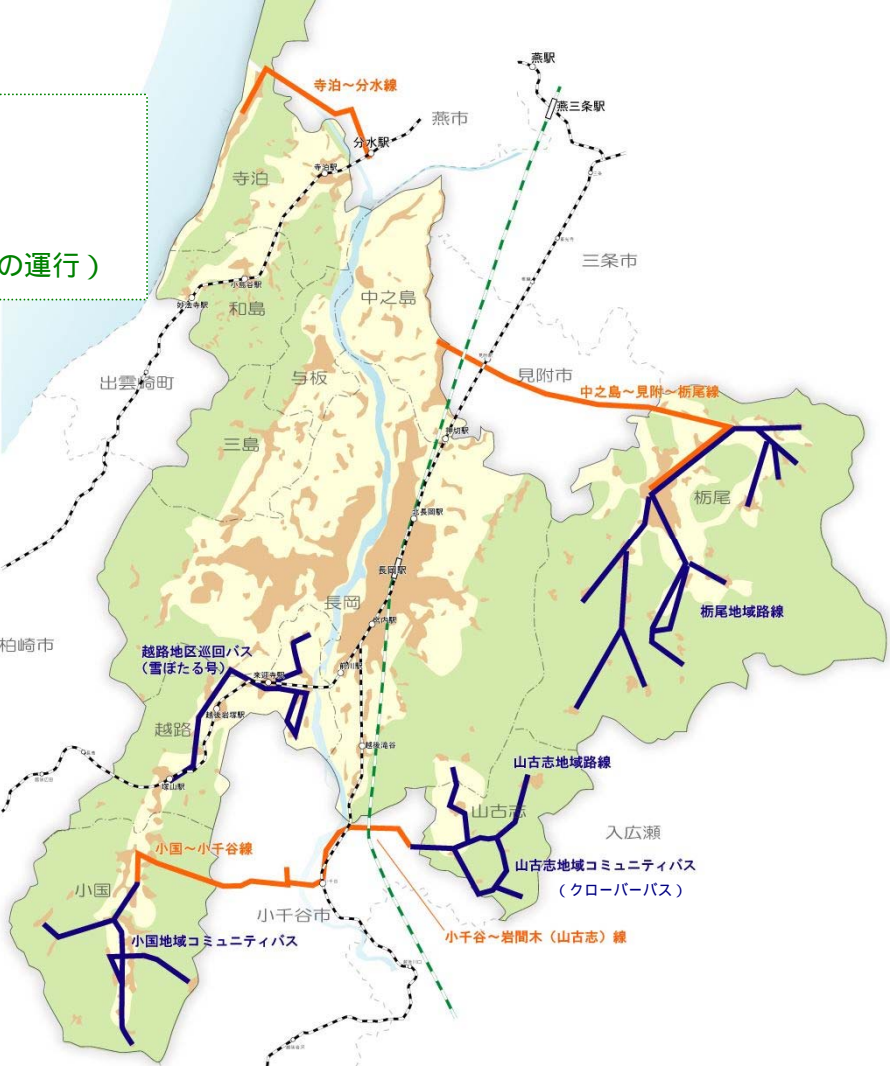 の運行）
燕駅
寺泊～分水線
燕三条駅
燕市
分水駅
寺泊駅
寺泊
三条市
小島谷駅
妙法寺駅
和島
中之島
出雲崎町
与板
見附市
中之島～見附～栃尾線
三島
押切駅
栃尾
北長岡駅
長岡駅
長岡
栃尾地域路線
宮内駅
柏崎市
越路地区巡回バス
（雪ぼたる号）
来迎寺駅
前川駅
越後岩塚駅
越路
越後滝谷
塚山駅
山古志地域路線
山古志
入広瀬
小国～小千谷線
山古志地域コミュニティバス
（クローバーバス）
小国
小千谷市
小国地域コミュニティバス
小千谷～岩間木（山古志）線